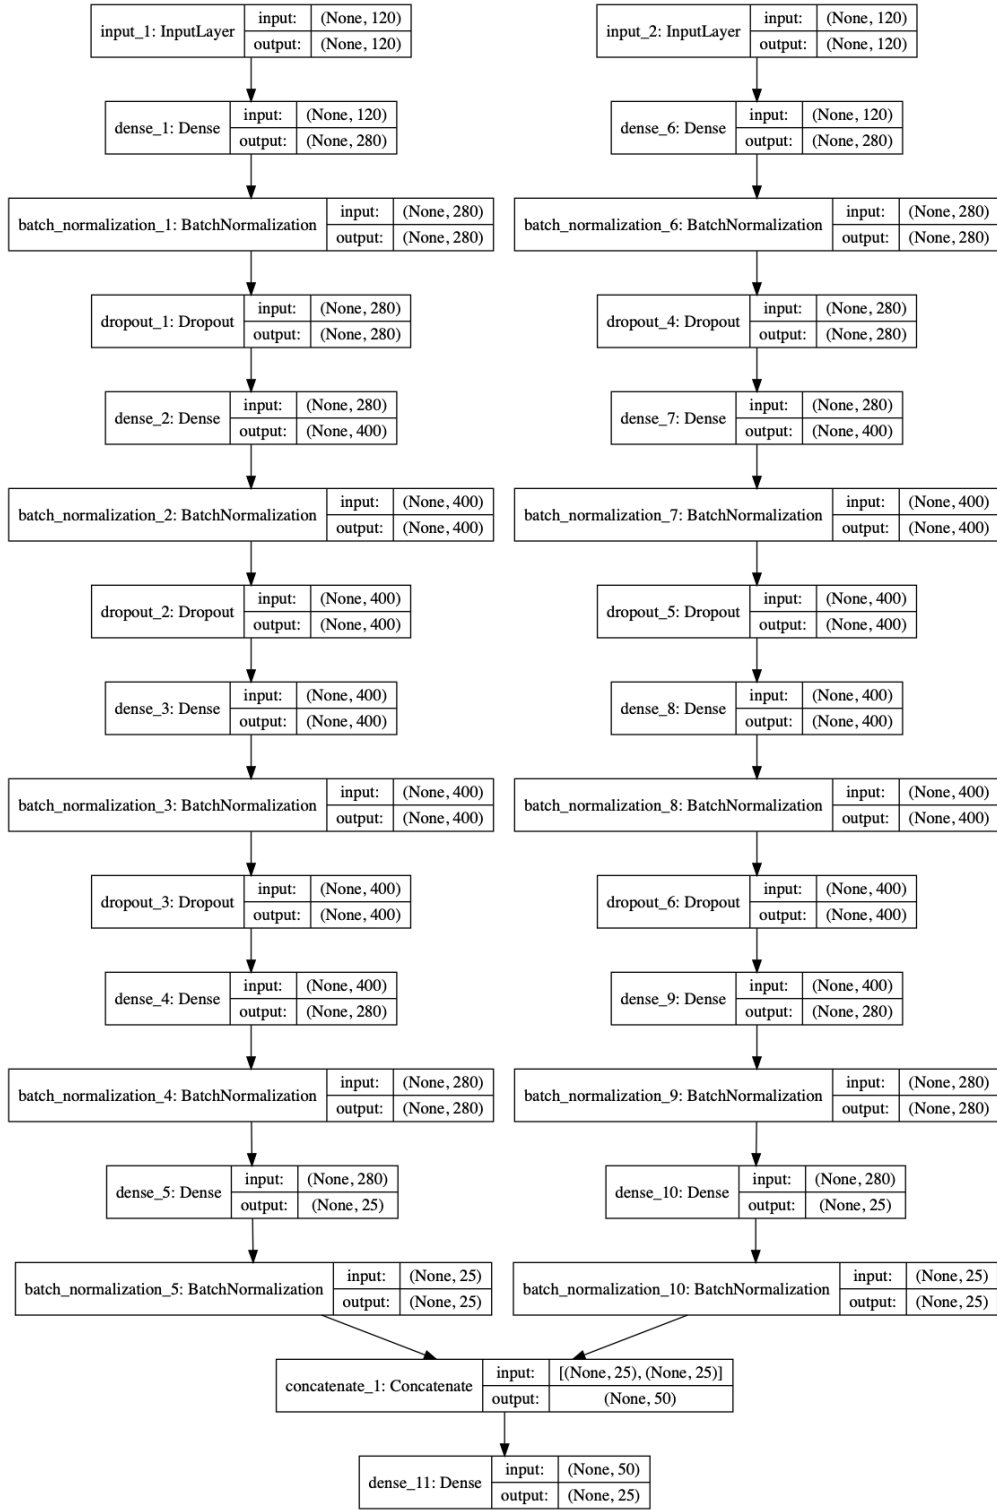 input_1: InputLayer input: (None, 120)
output: (None, 120)
input_2: InputLayer input: (None, 120)
output: (None, 120)
dense_1: Dense input: (None, 120)
output: (None, 280)
dense_6: Dense input: (None, 120)
output: (None, 280)
batch_normalization_1: BatchNormalization input: (None, 280)
output: (None, 280)
batch_normalization_6: BatchNormalization input: (None, 280)
output: (None, 280)
dropout_1: Dropout input: (None, 280)
output: (None, 280)
dropout_4: Dropout input: (None, 280)
output: (None, 280)
dense_2: Dense input: (None, 280)
output: (None, 400)
dense_7: Dense input: (None, 280)
output: (None, 400)
batch_normalization_2: BatchNormalization input: (None, 400)
output: (None, 400)
batch_normalization_7: BatchNormalization input: (None, 400)
output: (None, 400)
dropout_2: Dropout input: (None, 400)
output: (None, 400)
dropout_5: Dropout input: (None, 400)
output: (None, 400)
dense_3: Dense input: (None, 400)
output: (None, 400)
dense_8: Dense input: (None, 400)
output: (None, 400)
batch_normalization_3: BatchNormalization input: (None, 400)
output: (None, 400)
batch_normalization_8: BatchNormalization input: (None, 400)
output: (None, 400)
dropout_3: Dropout input: (None, 400)
output: (None, 400)
dropout_6: Dropout input: (None, 400)
output: (None, 400)
dense_4: Dense input: (None, 400)
output: (None, 280)
dense_9: Dense input: (None, 400)
output: (None, 280)
batch_normalization_4: BatchNormalization input: (None, 280)
output: (None, 280)
batch_normalization_9: BatchNormalization input: (None, 280)
output: (None, 280)
dense_5: Dense input: (None, 280)
output: (None, 25)
dense_10: Dense input: (None, 280)
output: (None, 25)
batch_normalization_5: BatchNormalization input: (None, 25)
output: (None, 25)
batch_normalization_10: BatchNormalization input: (None, 25)
output: (None, 25)
concatenate_1: Concatenate input: [(None, 25), (None, 25)]
output: (None, 50)
dense_11: Dense input: (None, 50)
output: (None, 25)